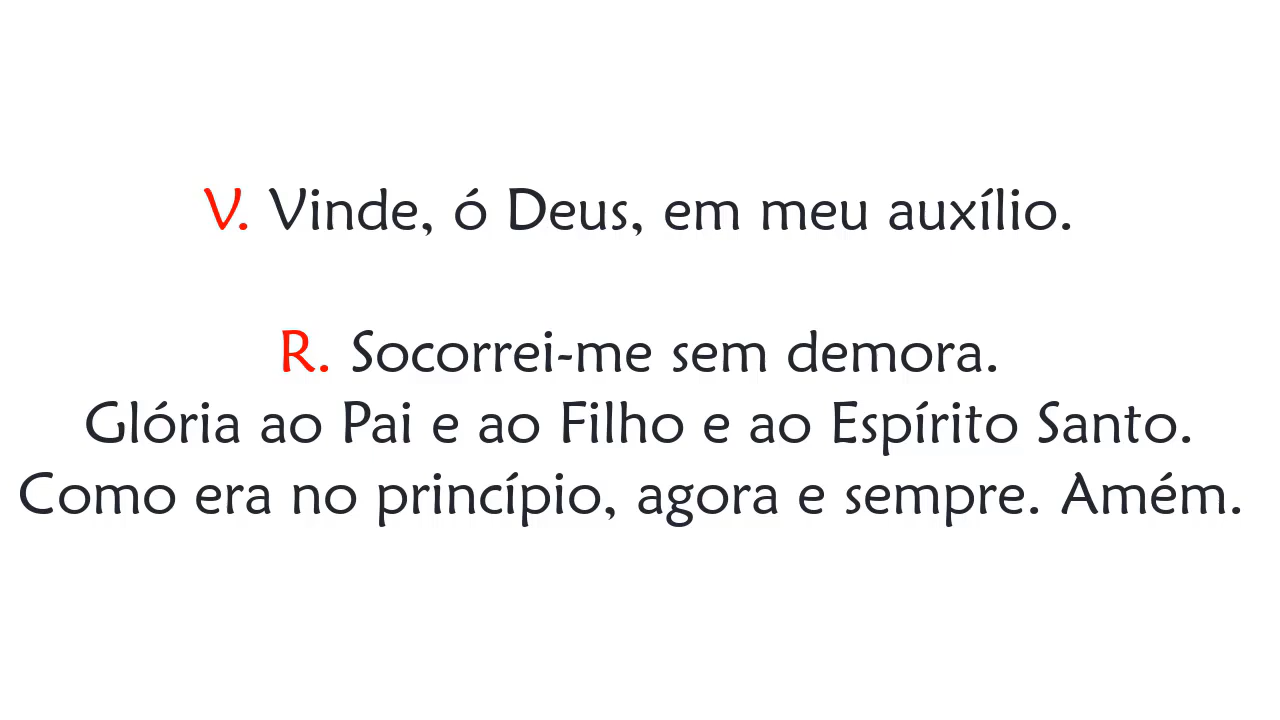 V. Vinde, ó Deus, em meu auxílio.
R. Socorrei-me sem demora.
Glória ao Pai e ao Filho e ao Espírito Santo.
Como era no princípio, agora e sempre. Amém.